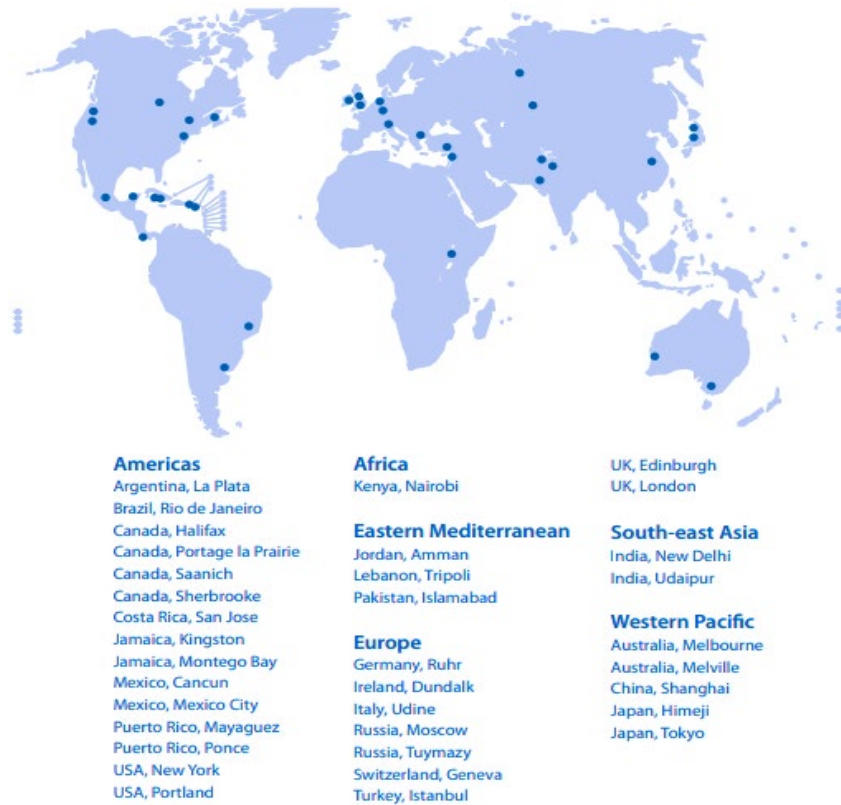 Americas
Argentina, La Plata
Brazil, Rio de Janeiro
Canada, Halifax
Canada, Portage la Prairie
Canada, Saanich
Canada, Sherbrooke
Costa Rica, San Jose
Jamaica, Kingston
Jamaica, Montego Bay
Mexico, Cancun
Mexico, Mexico City
Puerto Rico, Mayaguez
Puerto Rico, Ponce
USA, New York
USA, Portland
Africa
Kenya, Nairobi
Eastern Mediterranean
Jordan, Amman
Lebanon, Tripoli
Pakistan, Islamabad
Europe
Germany, Ruhr
Ireland, Dundalk
Italy, Udine
Russia, Moscow
Russia, Tuymazy
Switzerland, Geneva
Turkey, Istanbul
UK, Edinburgh
UK, London
South-east Asia
India, New Delhi
India, Udaipur
Western Pacific
Australia, Melbourne
Australia, Melville
China, Shanghai
Japan, Himeji
Japan, Tokyo